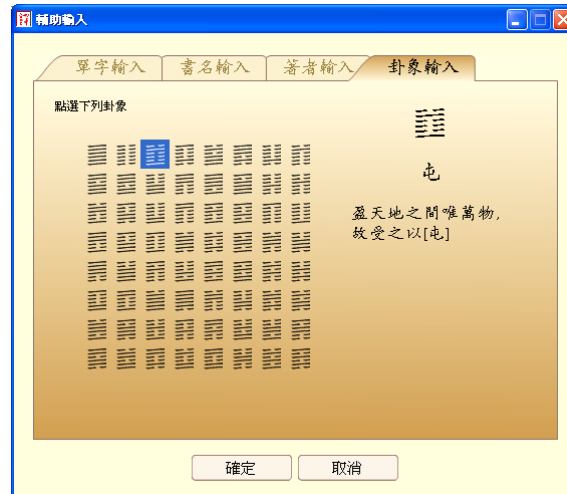 輔助輸入
單字輸入 書名輸入 著者輸入 卦象輸入
點選下列卦象
屯
盈天地之間唯萬物,
故受之以[屯]
確定 取消